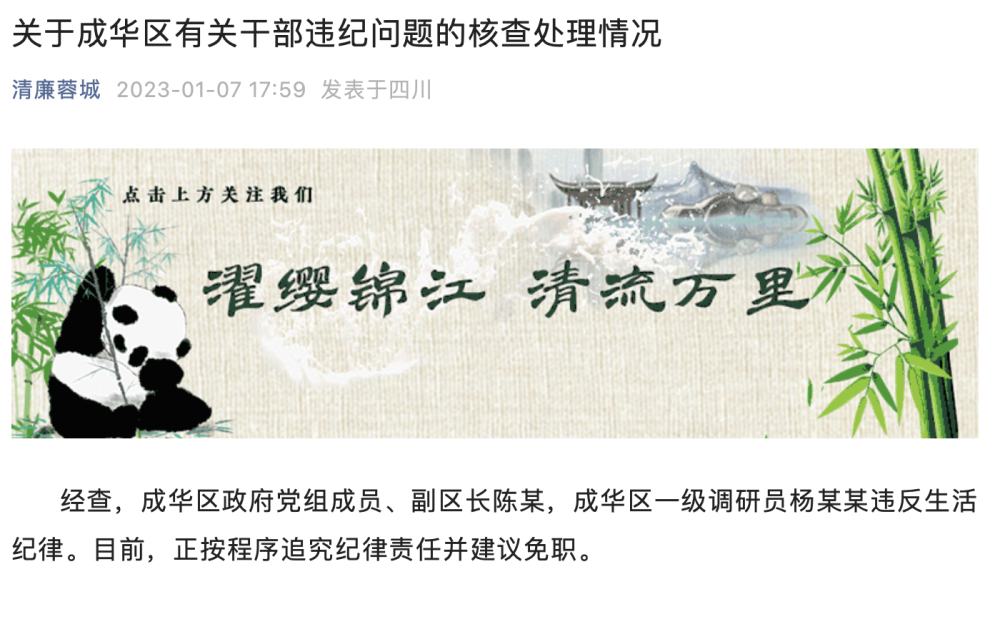 关于成华区有关干部违纪问题的核查处理情况
清廉蓉城 2023-01-07 17:59 发表于四川
点击上方关注我们
濯缨锦江 清流万里
经查，成华区政府党组成员、副区长陈某，成华区一级调研员杨某某违反生活
纪律。目前，正按程序追究纪律责任并建议免职。